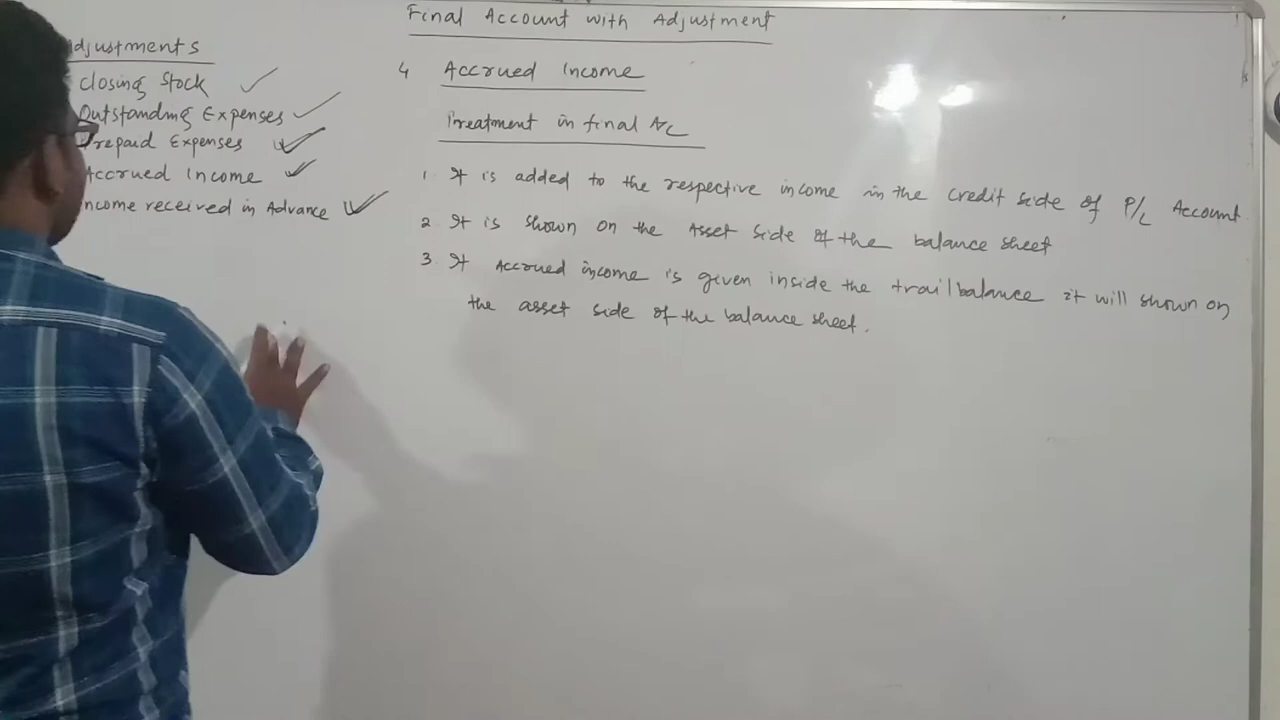 Final Account with Adjustment
djustments
Closing Stock
Outstanding Expenses
repaid Expenses
Accrued Income
ncome received in Advance
4 Accrued Income
Treatment in final A/C
1. It is added to the respective income in the credit side of P/L Account
2. It is shown on the Asset side of the balance sheet
3. If Accrued income is given inside the trailbalance it will shown on
the asset side of the balance sheet.